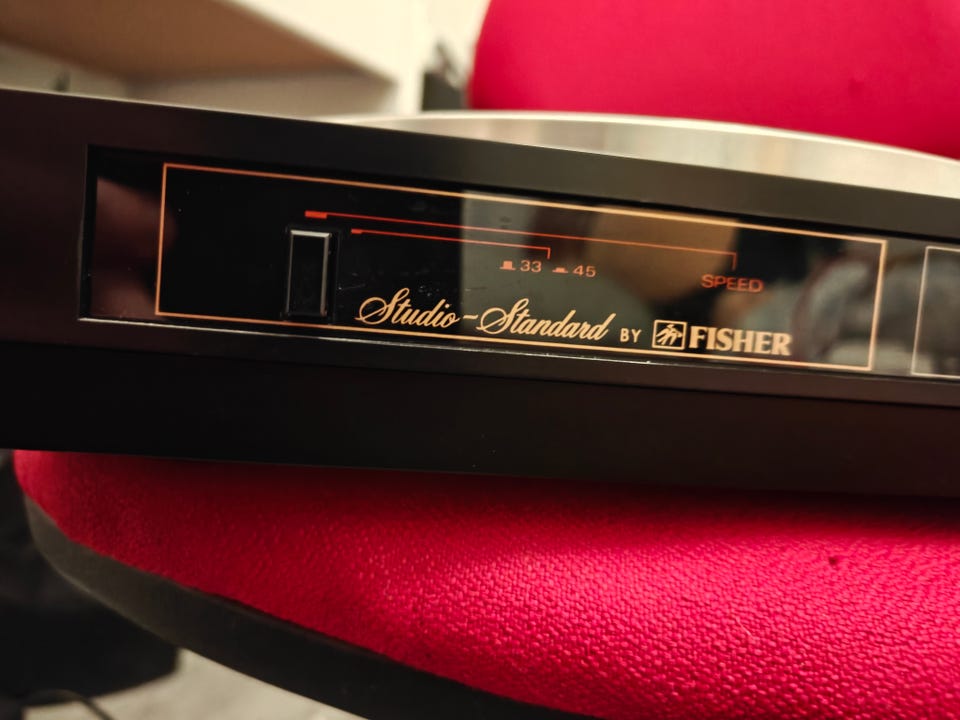 33 45
SPEED
Studio-Standard BY FISHER